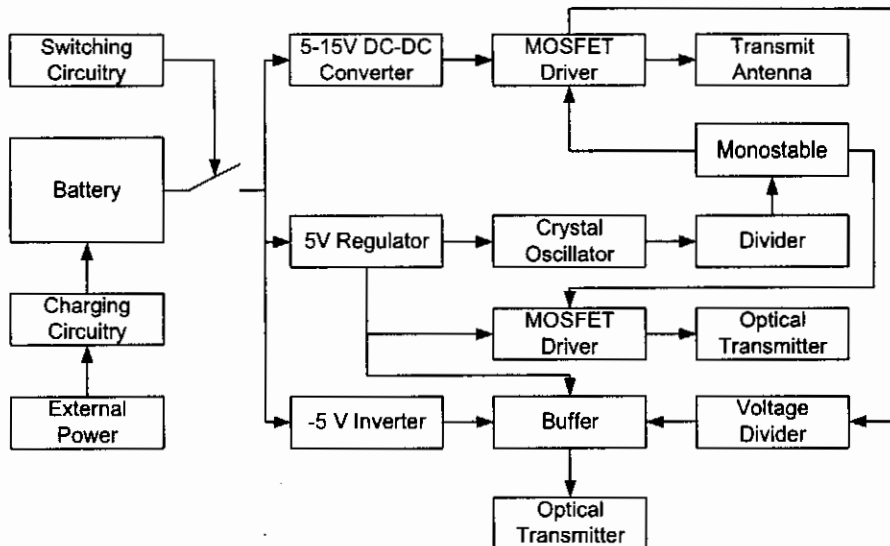 Switching
Circuitry
5-15V DC-DC
Converter
MOSFET
Driver
Transmit
Antenna
Monostable
Battery
5V Regulator
Crystal
Oscillator
Divider
Charging
Circuitry
MOSFET
Driver
Optical
Transmitter
External
Power
-5 V Inverter
Buffer
Voltage
Divider
Optical
Transmitter